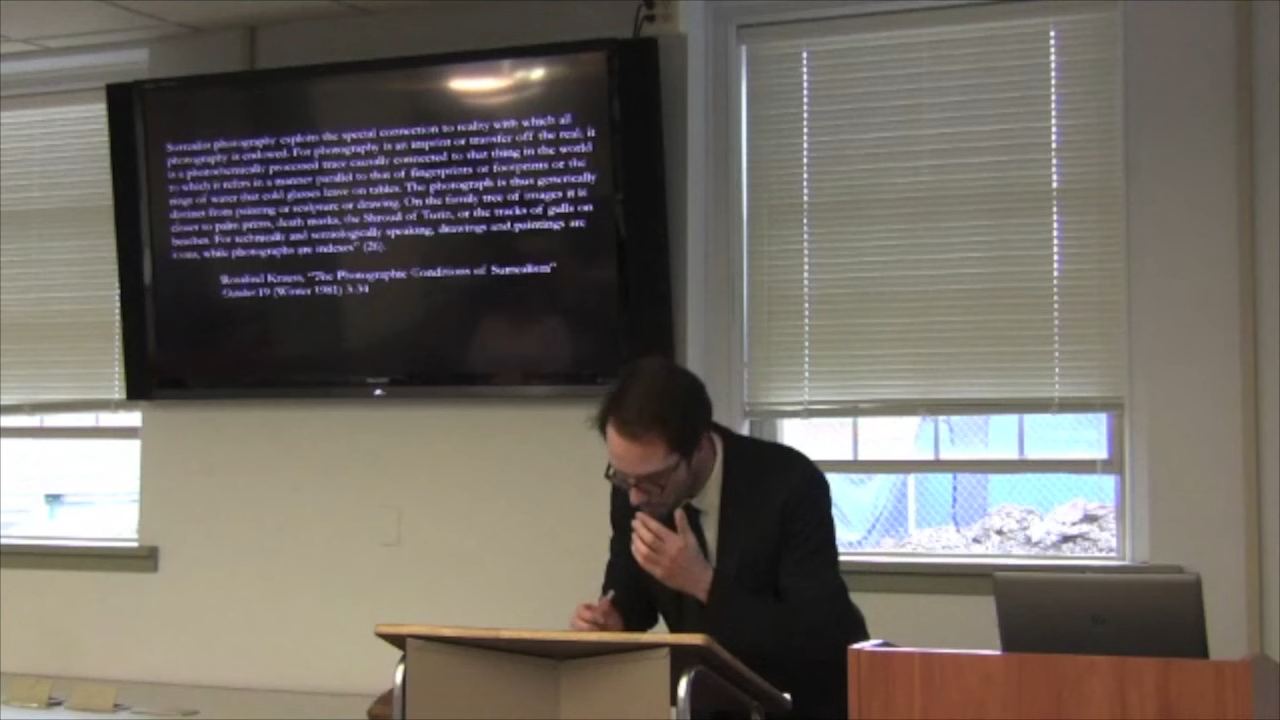 Surrealist photography exploits the special connection to reality with which all
photography is endowed. For photography is an imprint or transfer off the real; it
is a photochemically processed trace causally connected to that thing in the world
to which it refers in a manner parallel to that of fingerprints or footprints or the
rings of water that cold glasses leave on tables. The photograph is thus generically
distinct from painting or sculpture or drawing. On the family tree of images it is
closer to palm prints, death masks, the Shroud of Turin, or the tracks of gulls on
beaches. For technically and semiologically speaking, drawings and paintings are
icons, while photographs are indexes" (26).
Rosalind Krauss, "The Photographic Conditions of Surrealism"
October 19 (Winter 1981) 3-34